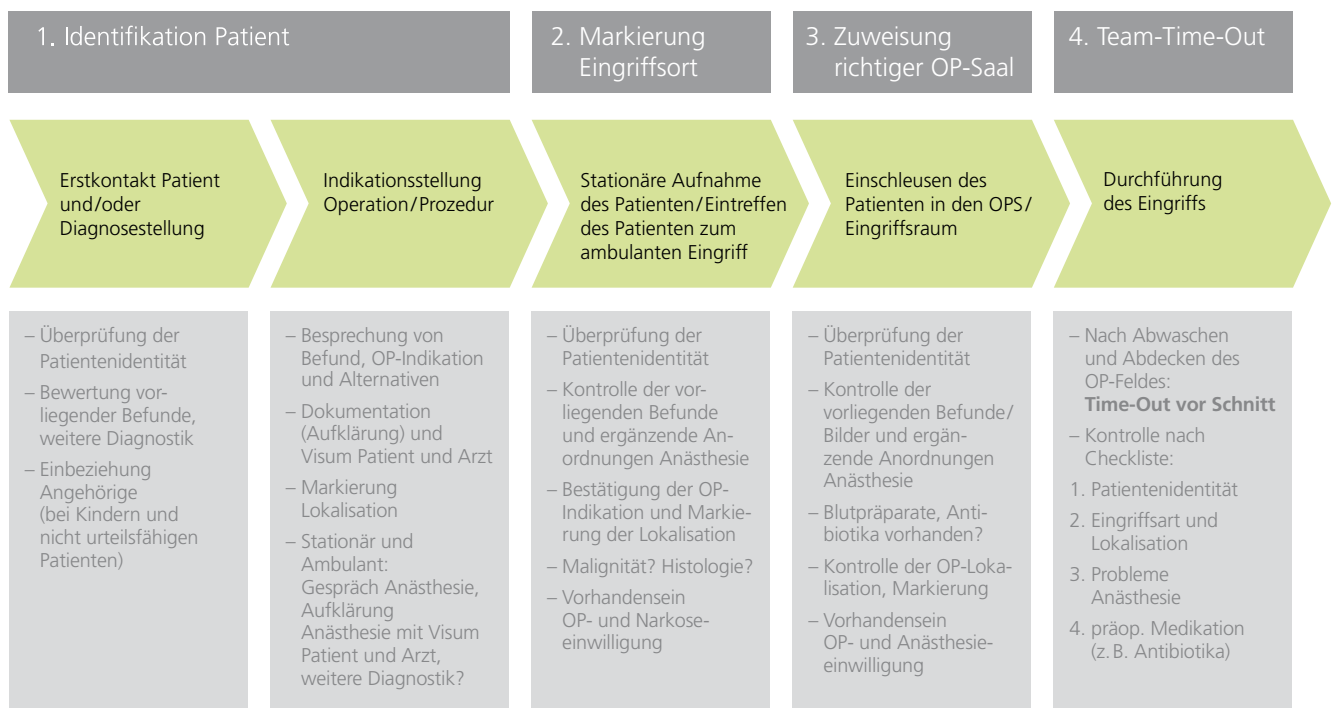 1. Identifikation Patient
2. Markierung
Eingriffsort
3. Zuweisung
richtiger OP-Saal
4. Team-Time-Out
Erstkontakt Patient
und/oder
Diagnosestellung
Indikationsstellung
Operation/Prozedur
Stationäre Aufnahme
des Patienten/Eintreffen
des Patienten zum
ambulanten Eingriff
Einschleusen des
Patienten in den OPS/
Eingriffsraum
Durchführung
des Eingriffs
– Überprüfung der
Patientenidentität
– Bewertung vor-
liegender Befunde,
weitere Diagnostik
– Einbeziehung
Angehörige
(bei Kindern und
nicht urteilsfähigen
Patienten)
– Besprechung von
Befund, OP-Indikation
und Alternativen
– Dokumentation
(Aufklärung) und
Visum Patient und Arzt
– Markierung
Lokalisation
– Stationär und
Ambulant:
Gespräch Anästhesie,
Aufklärung
Anästhesie mit Visum
Patient und Arzt,
weitere Diagnostik?
– Überprüfung der
Patientenidentität
– Kontrolle der vor-
liegenden Befunde
und ergänzende An-
ordnungen Anästhesie
– Bestätigung der OP-
Indikation und Markie-
rung der Lokalisation
– Malignität? Histologie?
– Vorhandensein
OP- und Narkose-
einwilligung
– Überprüfung der
Patientenidentität
– Kontrolle der
vorliegenden Befunde/
Bilder und ergän-
zende Anordnungen
Anästhesie
– Blutpräparate, Anti-
biotika vorhanden?
– Kontrolle der OP-Loka-
lisation, Markierung
– Vorhandensein
OP- und Anästhesie-
einwilligung
– Nach Abwaschen
und Abdecken des
OP-Feldes:
Time-Out vor Schnitt
– Kontrolle nach
Checkliste:
1. Patientenidentität
2. Eingriffsart und
Lokalisation
3. Probleme
Anästhesie
4. präop. Medikation
(z. B. Antibiotika)